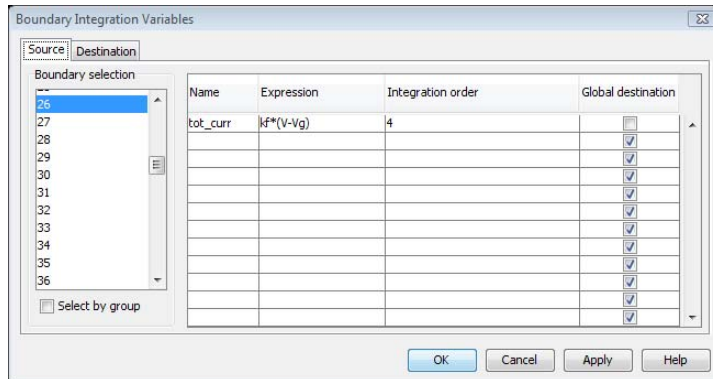 Boundary Integration Variables
Source Destination
Boundary selection
26
27
28
29
30
31
32
33
34
35
36
Select by group
Name Expression Integration order Global destination
tot_curr kf*(V-Vg) 4
OK Cancel Apply Help